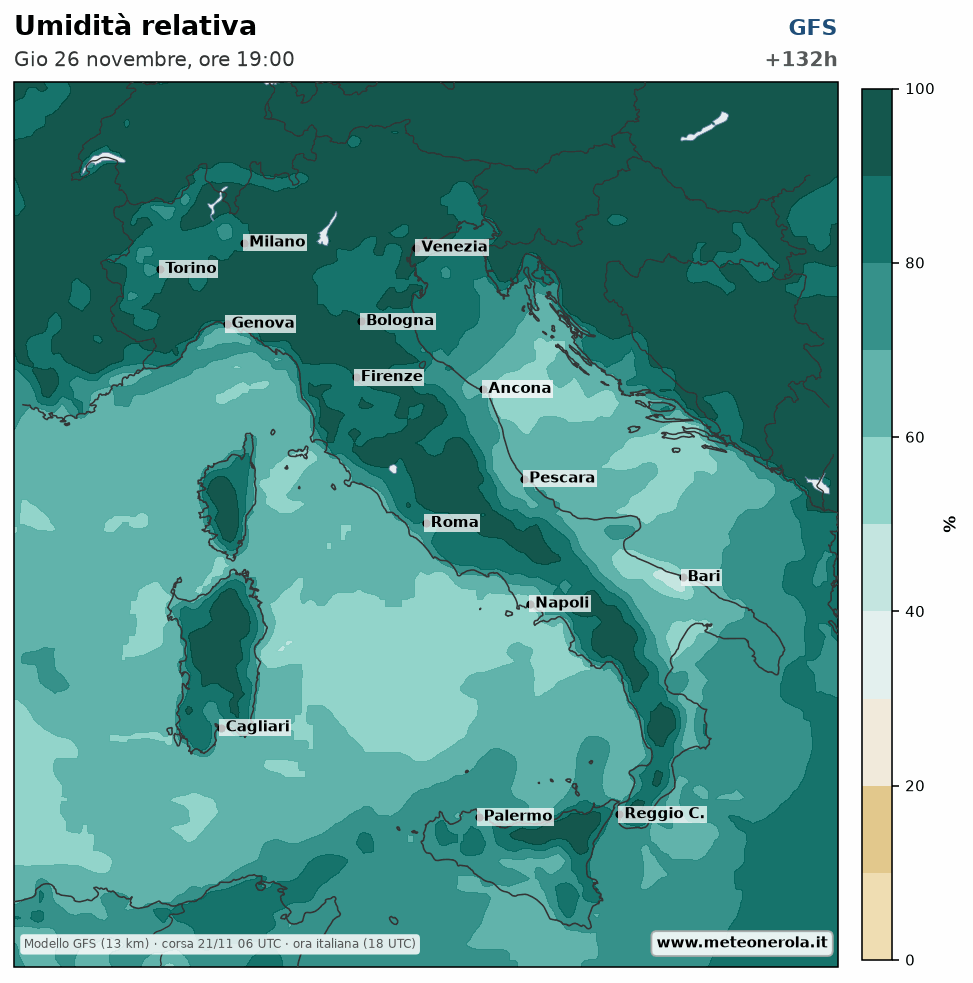 Umidità relativa
GFS
Gio 26 novembre, ore 19:00
+132h
100
80
60
40
20
0
%
Milano
Venezia
Torino
Genova
Bologna
Firenze
Ancona
Pescara
Roma
Bari
Napoli
Cagliari
Palermo
Reggio C.
Modello GFS (13 km) · corsa 21/11 06 UTC · ora italiana (18 UTC)
www.meteonerola.it